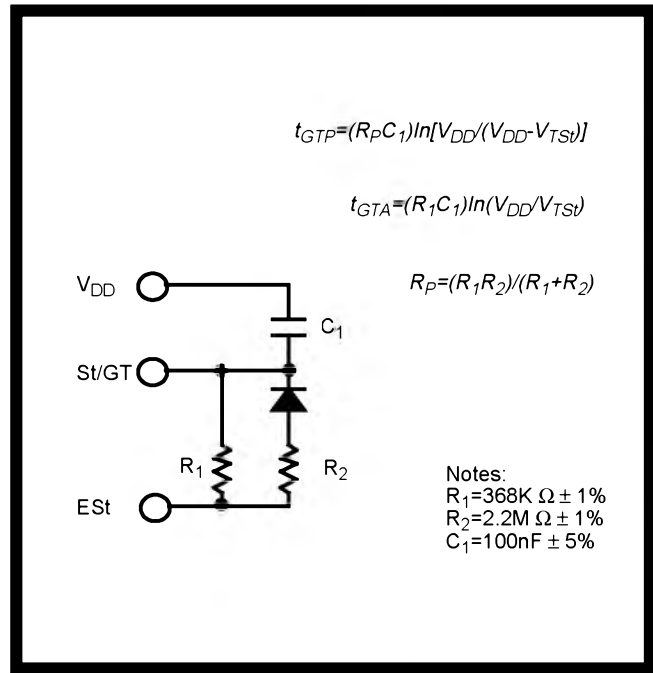 t_GTP=(R_PC_1)ln[V_DD/(V_DD-V_TSt)]
t_GTA=(R_1C_1)ln(V_DD/V_TSt)
R_P=(R_1R_2)/(R_1+R_2)
V_DD
C_1
St/GT
R_1
R_2
ESt
Notes:
R_1=368K Ω ± 1%
R_2=2.2M Ω ± 1%
C_1=100nF ± 5%